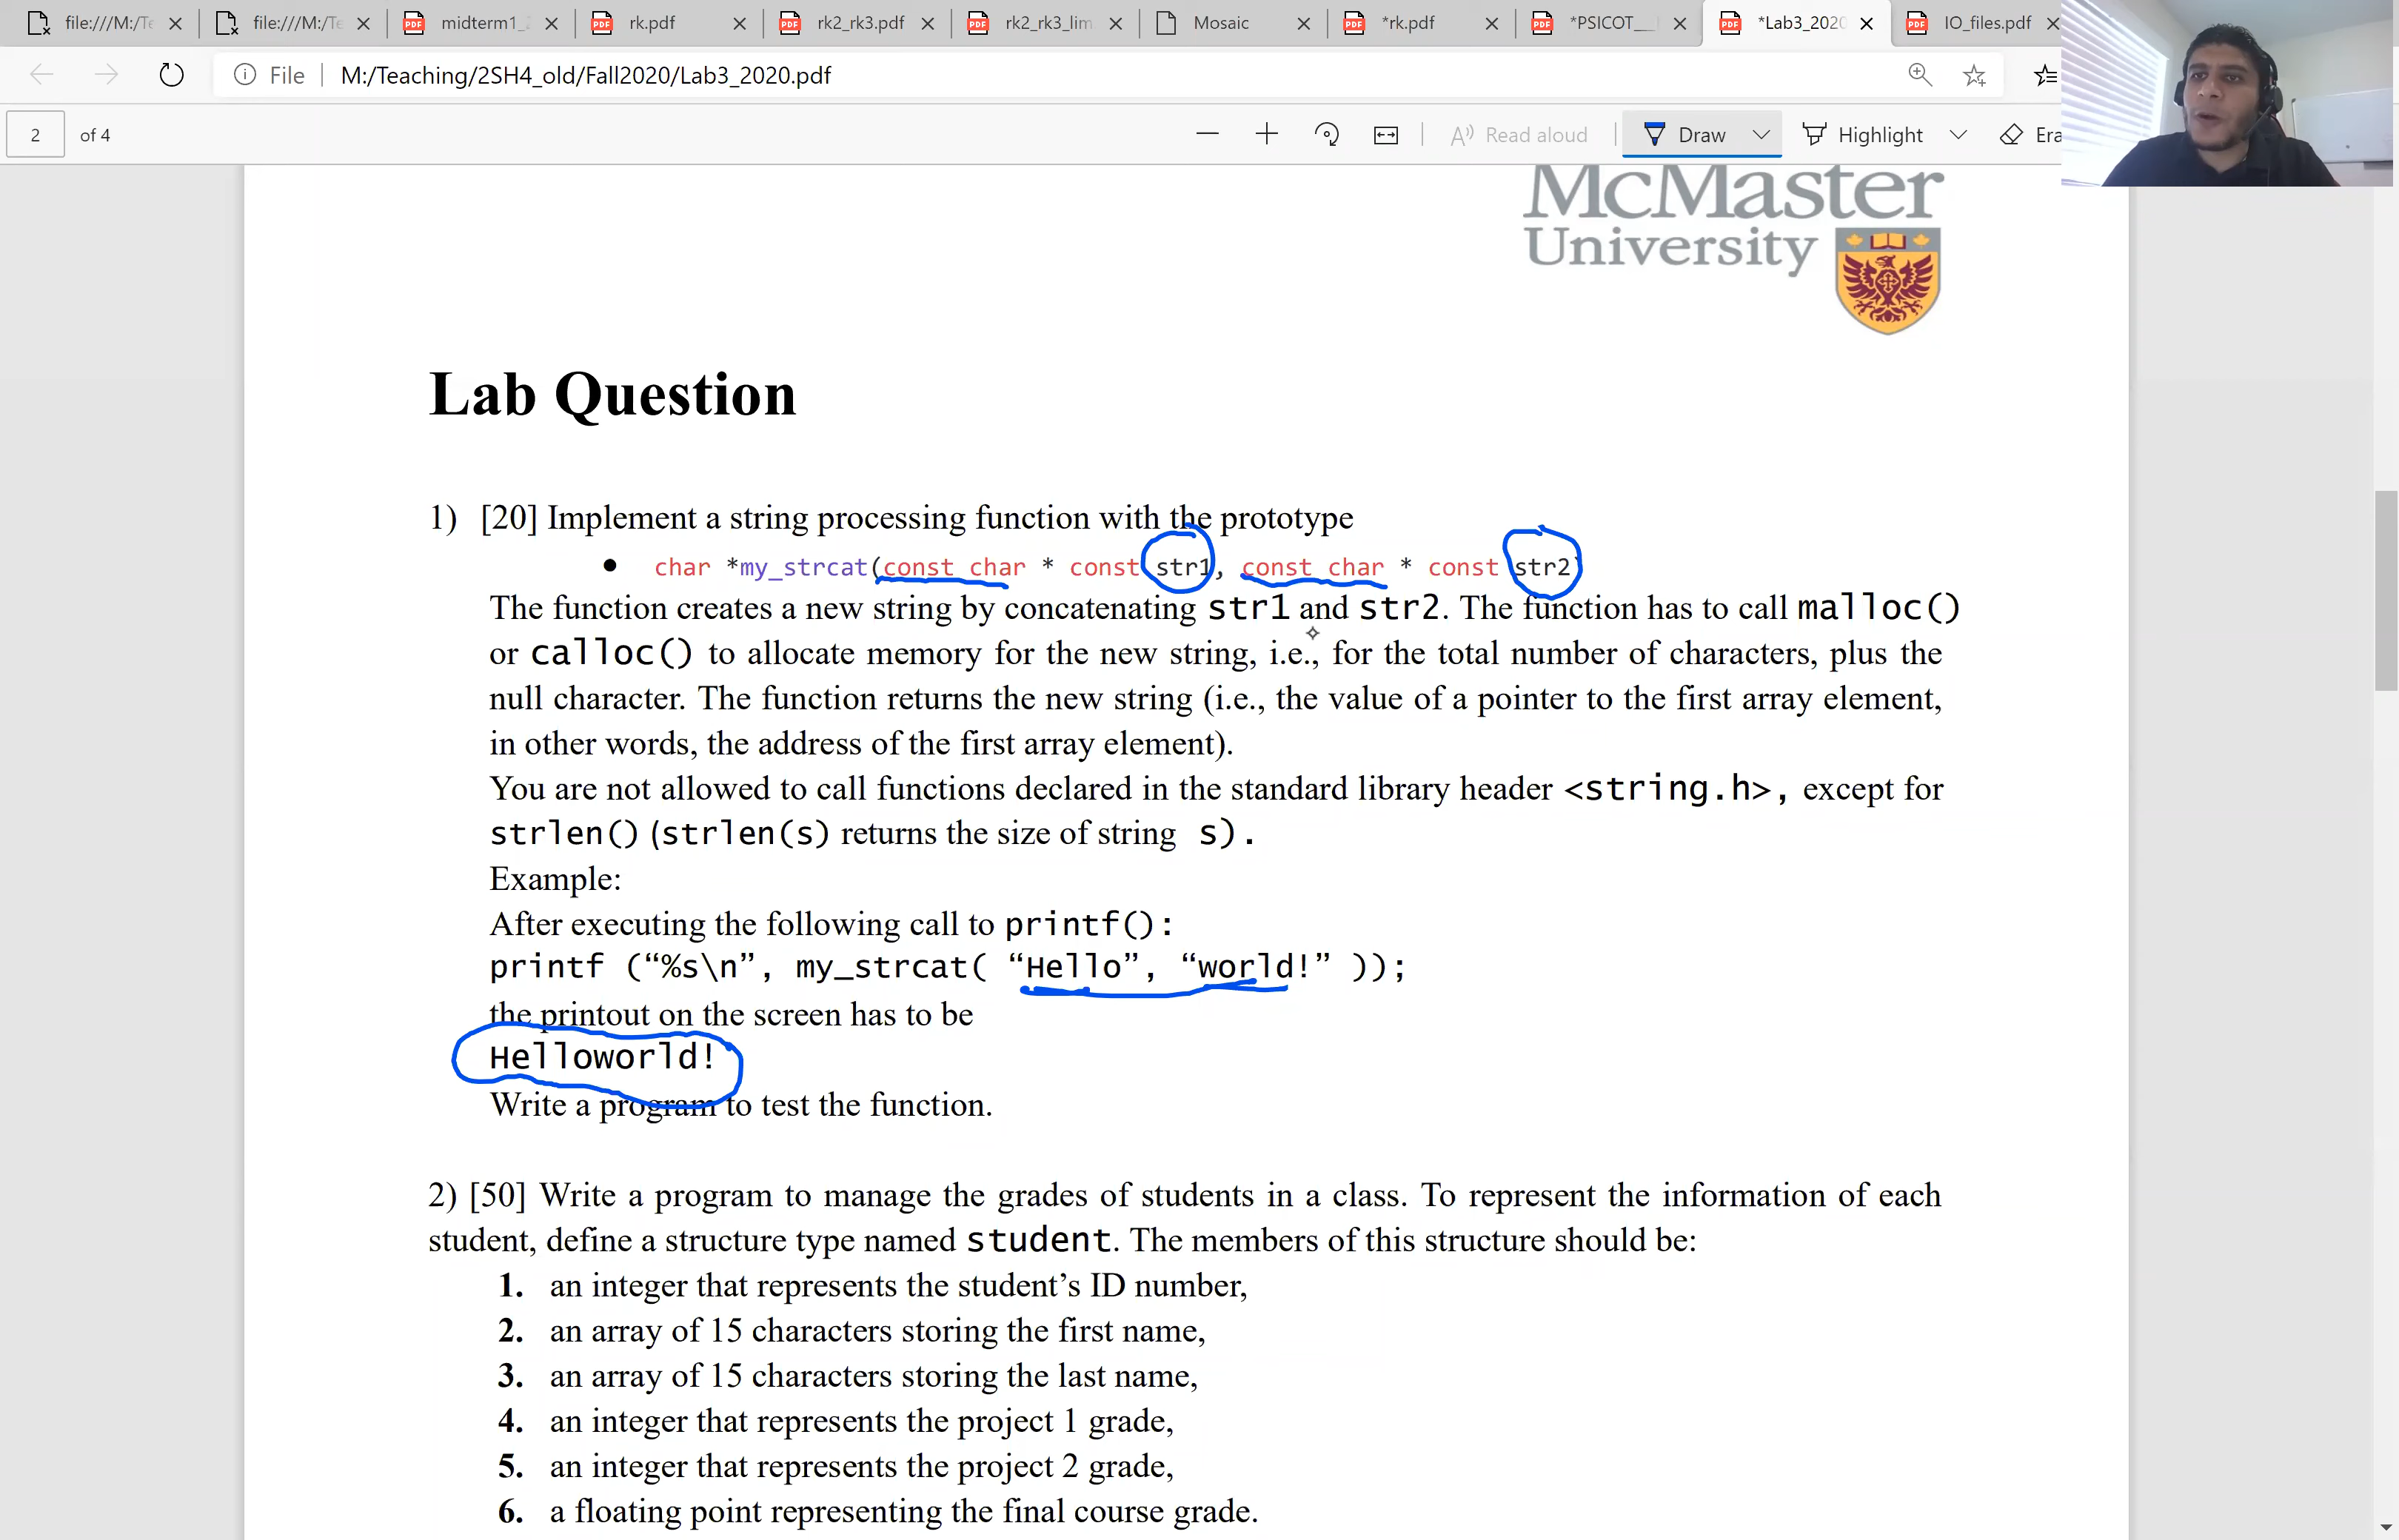 file:///M:/Te
file:///M:/Te
midterm1_2
rk.pdf
rk2_rk3.pdf
rk2_rk3_lim
Mosaic
*rk.pdf
*PSICOT__
*Lab3_2020
IO_files.pdf
File
M:/Teaching/2SH4_old/Fall2020/Lab3_2020.pdf
2 of 4
Read aloud
Draw
Highlight
Era
McMaster
University
Lab Question
1) [20] Implement a string processing function with the prototype
• char *my_strcat(const char * const str1, const char * const str2)
The function creates a new string by concatenating str1 and str2. The function has to call malloc()
or calloc() to allocate memory for the new string, i.e., for the total number of characters, plus the
null character. The function returns the new string (i.e., the value of a pointer to the first array element,
in other words, the address of the first array element).
You are not allowed to call functions declared in the standard library header <string.h>, except for
strlen() (strlen(s) returns the size of string s).
Example:
After executing the following call to printf():
printf (“%s\n”, my_strcat( “Hello”, “world!” ));
the printout on the screen has to be
Helloworld!
Write a program to test the function.
2) [50] Write a program to manage the grades of students in a class. To represent the information of each
student, define a structure type named student. The members of this structure should be:
1. an integer that represents the student’s ID number,
2. an array of 15 characters storing the first name,
3. an array of 15 characters storing the last name,
4. an integer that represents the project 1 grade,
5. an integer that represents the project 2 grade,
6. a floating point representing the final course grade.